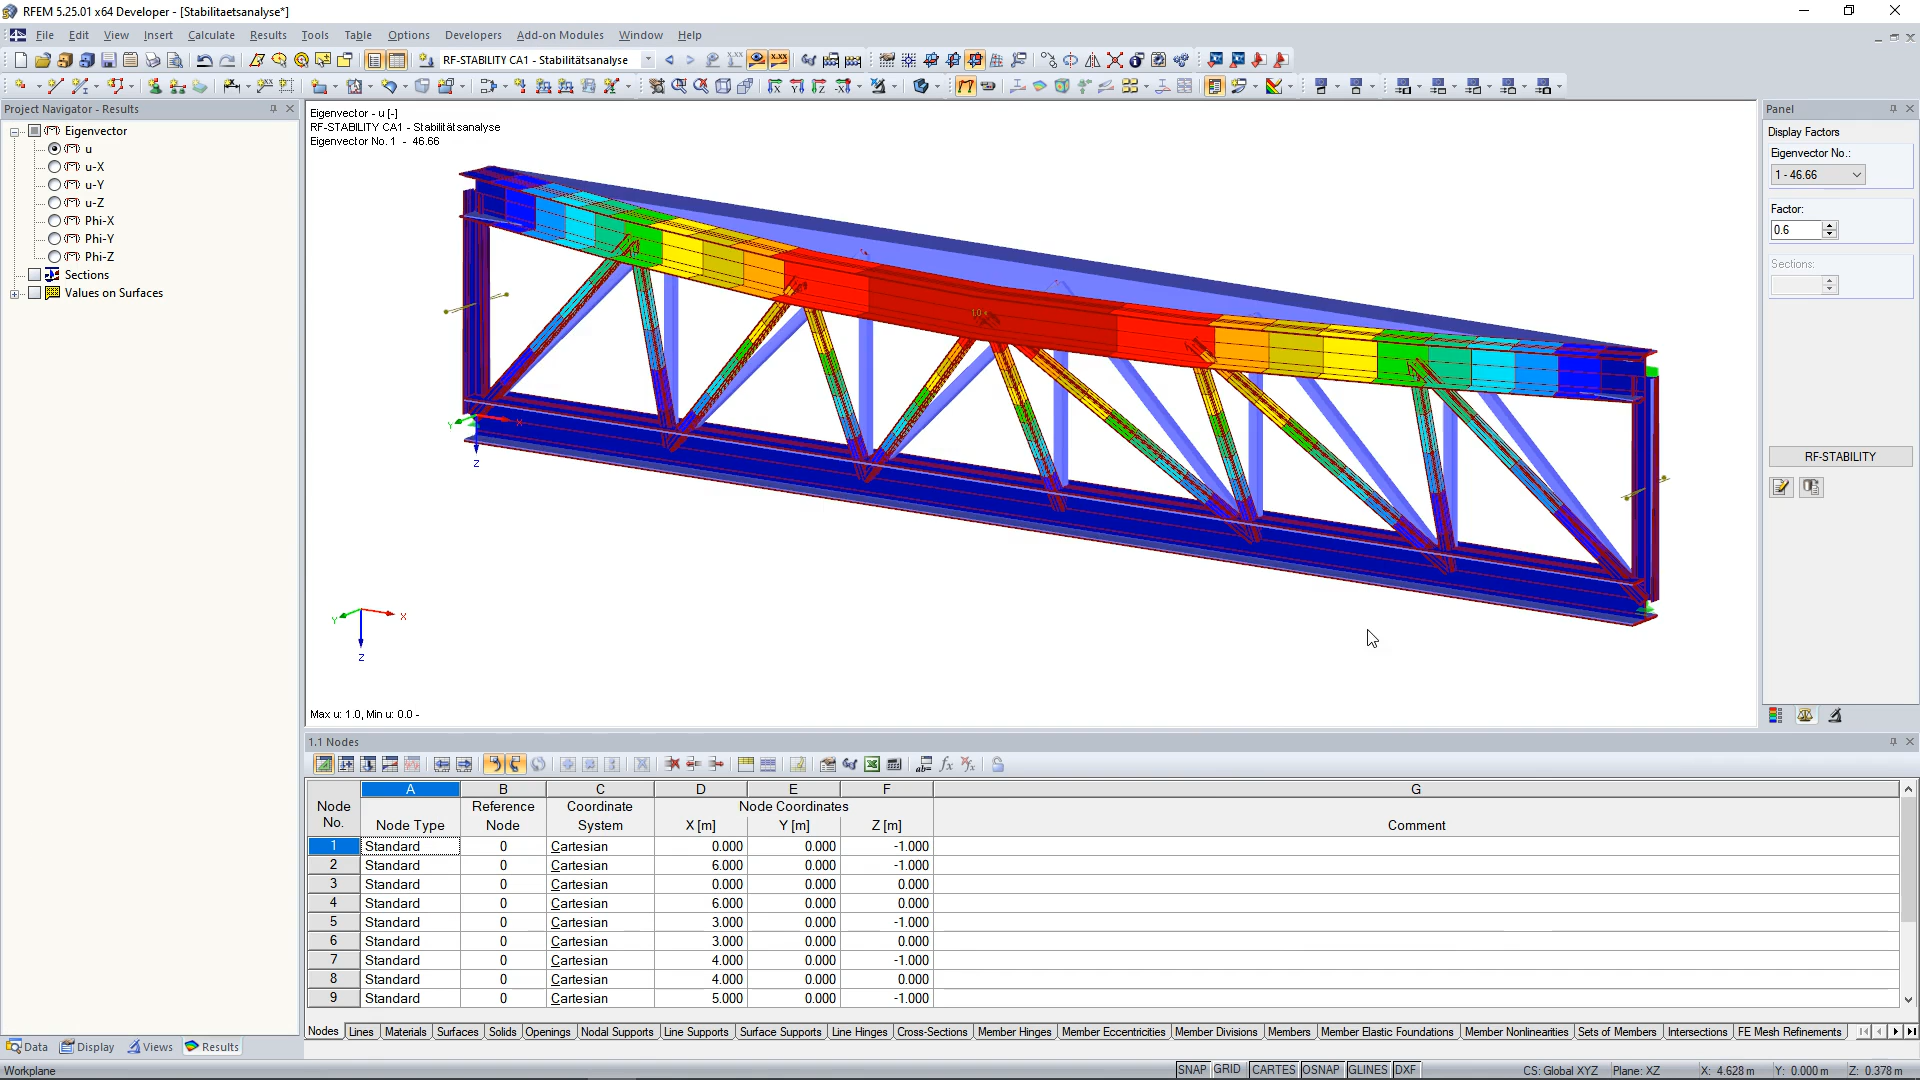 RFEM 5.25.01 x64 Developer - [Stabilitaetsanalyse*]
File Edit View Insert Calculate Results Tools Table Options Developers Add-on Modules Window Help
RF-STABILITY CA1 - Stabilitätsanalyse
Project Navigator - Results
Eigenvector
u
u-X
u-Y
u-Z
Phi-X
Phi-Y
Phi-Z
Sections
Values on Surfaces
Data Display Views Results
Eigenvector - u [-]
RF-STABILITY CA1 - Stabilitätsanalyse
Eigenvector No. 1 - 46.66
1.0
Y X
Z
Y X
Z
Max u: 1.0, Min u: 0.0 -
Panel
Display Factors
Eigenvector No.:
1 - 46.66
Factor:
0.6
Sections:
RF-STABILITY
1.1 Nodes
A B C D E F G
Node No. Reference Coordinate Node Coordinates
Node Type Node System X [m] Y [m] Z [m] Comment
1 Standard 0 Cartesian 0.000 0.000 -1.000
2 Standard 0 Cartesian 6.000 0.000 -1.000
3 Standard 0 Cartesian 0.000 0.000 0.000
4 Standard 0 Cartesian 6.000 0.000 0.000
5 Standard 0 Cartesian 3.000 0.000 -1.000
6 Standard 0 Cartesian 3.000 0.000 0.000
7 Standard 0 Cartesian 4.000 0.000 -1.000
8 Standard 0 Cartesian 4.000 0.000 0.000
9 Standard 0 Cartesian 5.000 0.000 -1.000
Nodes Lines Materials Surfaces Solids Openings Nodal Supports Line Supports Surface Supports Line Hinges Cross-Sections Member Hinges Member Eccentricities Member Divisions Members Member Elastic Foundations Member Nonlinearities Sets of Members Intersections FE Mesh Refinements
Workplane SNAP GRID CARTES OSNAP GLINES DXF CS: Global XYZ Plane: XZ X: 4.628 m Y: 0.000 m Z: 0.378 m